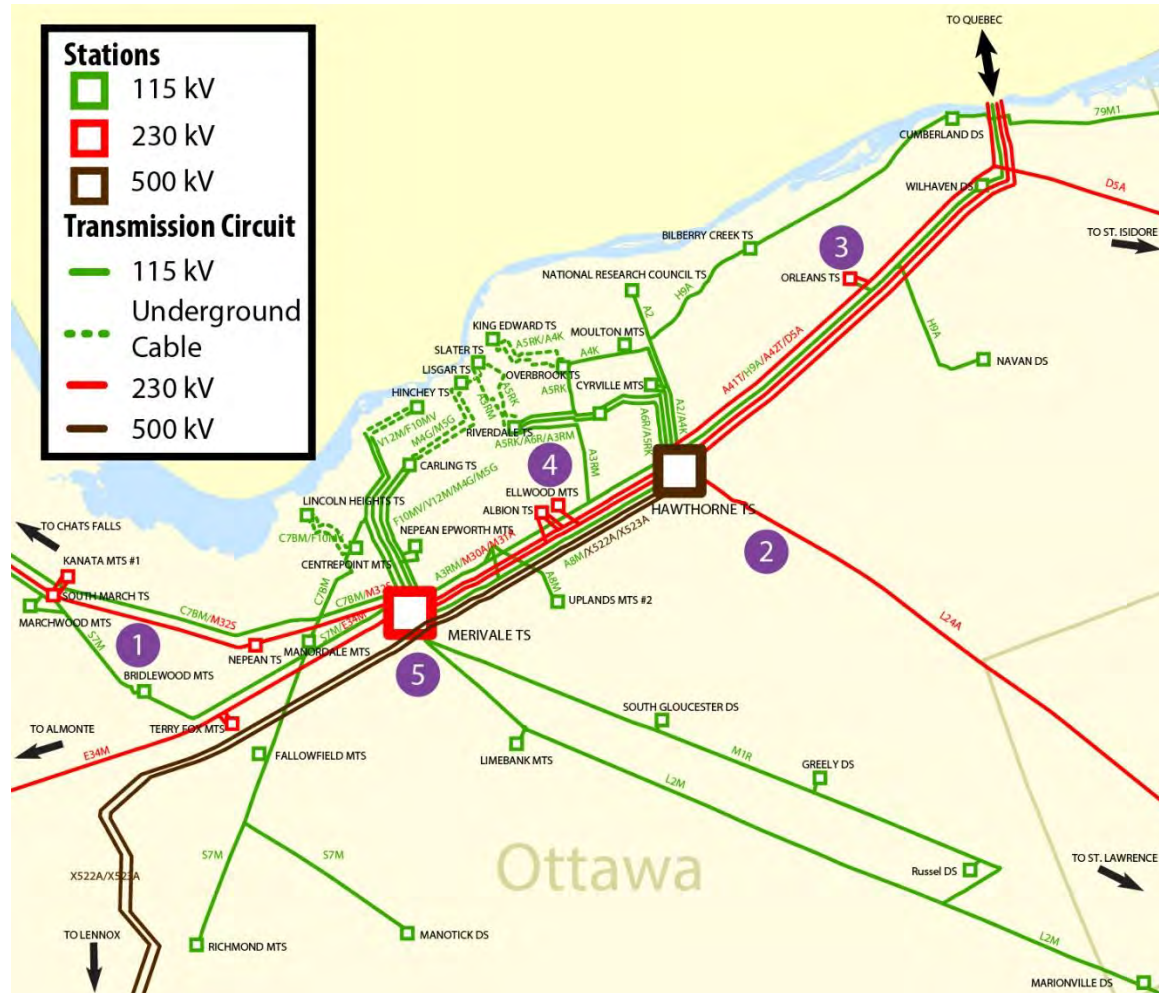 Stations
115 kV
230 kV
500 kV
Transmission Circuit
115 kV
Underground
Cable
230 kV
500 kV
TO QUEBEC
CUMBERLAND DS
79M1
WILHAVEN DS
D5A
TO ST. ISIDORE
BILBERRY CREEK TS
3
ORLEANS TS
NATIONAL RESEARCH COUNCIL TS
H9A
A2
KING EDWARD TS
A5RK/A4K
MOULTON MTS
SLATER TS
A4K
LISGAR TS
OVERBROOK TS
CYRVILLE MTS
HINCHEY TS
A5RK
A3RM
A5RK
A41T/H9A/A42T/D5A
H9A
NAVAN DS
V12M/F10MV
M4G/M5G
RIVERDALE TS
A5RK/A6R/A3RM
A6R/A5RK
A2/A4K
CARLING TS
4
A3RM
F10MV/V12M/M4G/M5G
ELLWOOD MTS
ALBION TS
HAWTHORNE TS
LINCOLN HEIGHTS TS
NEPEAN EPWORTH MTS
C7BM/F10MV
CENTREPOINT MTS
A3RM/M30A/M31A
A8M/X522A/X523A
2
TO CHATS FALLS
KANATA MTS #1
SOUTH MARCH TS
MARCHWOOD MTS
C7BM/M32S
C7BM
C7BM/M32S
A8M
UPLANDS MTS #2
L24A
1
S7M
NEPEAN TS
MANORDALE MTS
S7M/E34M
MERIVALE TS
BRIDLEWOOD MTS
5
TO ALMONTE
TERRY FOX MTS
E34M
FALLOWFIELD MTS
SOUTH GLOUCESTER DS
LIMEBANK MTS
M1R
GREELY DS
L2M
S7M
S7M
Ottawa
Russel DS
TO ST. LAWRENCE
X522A/X523A
TO LENNOX
RICHMOND MTS
MANOTICK DS
L2M
MARIONVILLE DS